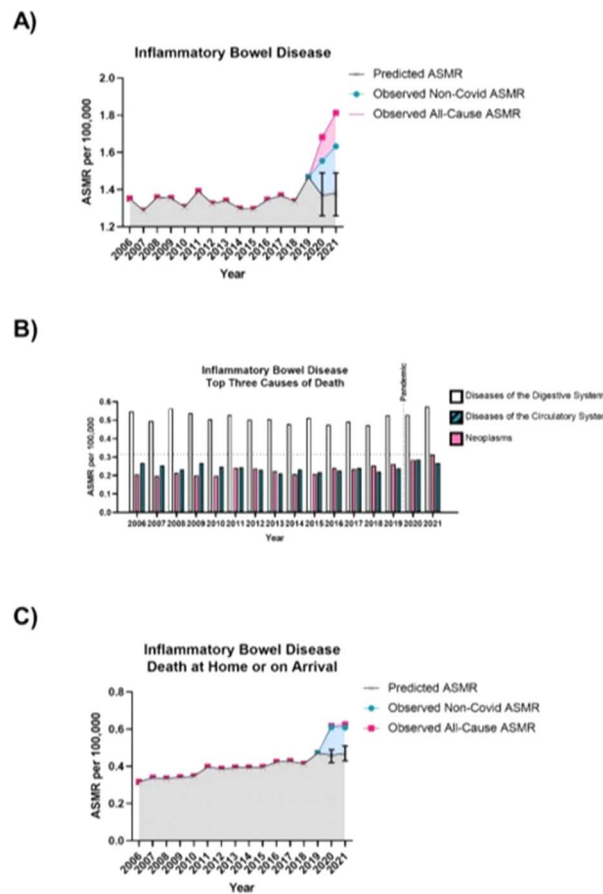 A)
Inflammatory Bowel Disease
Predicted ASMR
Observed Non-Covid ASMR
Observed All-Cause ASMR
ASMR per 100,000
2.0
1.8
1.6
1.4
1.2
2006 2007 2008 2009 2010 2011 2012 2013 2014 2015 2016 2017 2018 2019 2020 2021
Year
B)
Inflammatory Bowel Disease
Top Three Causes of Death
Pandemic
Diseases of the Digestive System
Diseases of the Circulatory System
Neoplasms
ASMR per 100,000
0.6
0.5
0.4
0.3
0.2
0.1
0.0
2006 2007 2008 2009 2010 2011 2012 2013 2014 2015 2016 2017 2018 2019 2020 2021
Year
C)
Inflammatory Bowel Disease
Death at Home or on Arrival
Predicted ASMR
Observed Non-Covid ASMR
Observed All-Cause ASMR
ASMR per 100,000
0.8
0.6
0.4
0.2
0.0
2006 2007 2008 2009 2010 2011 2012 2013 2014 2015 2016 2017 2018 2019 2020 2021
Year